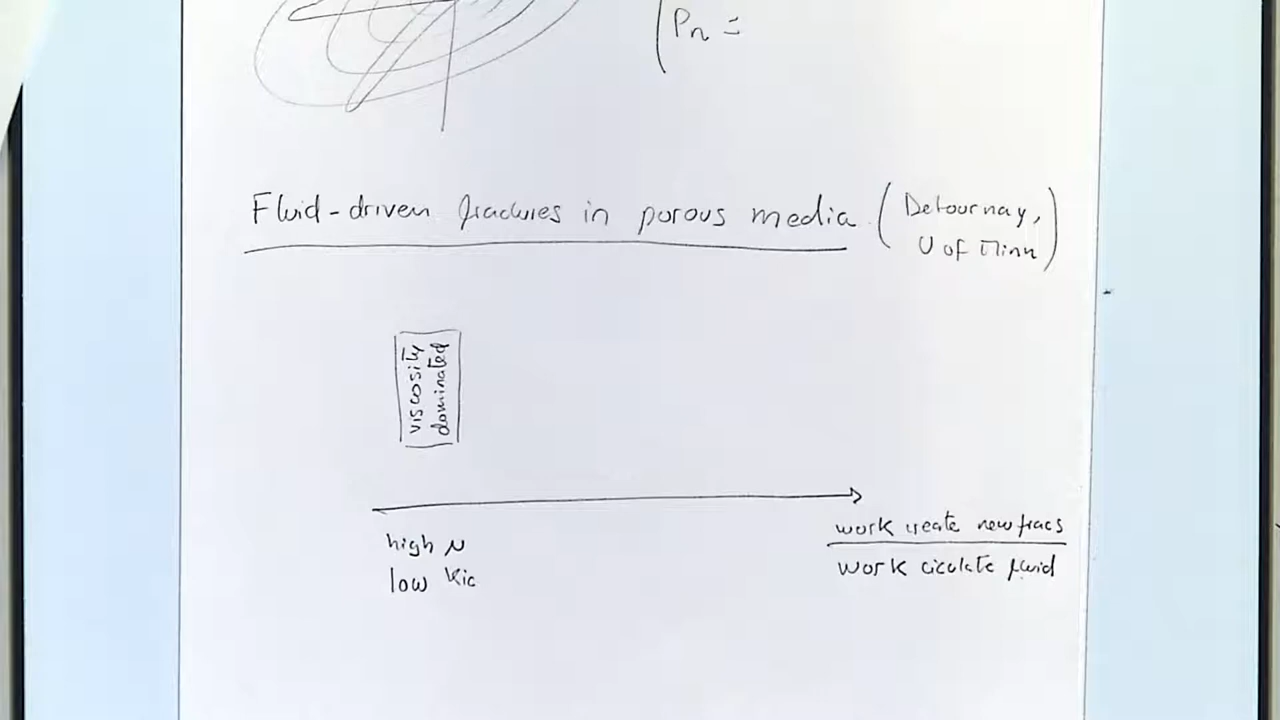 Pn =
Fluid-driven fractures in porous media (Detournay,
U of Minn)
viscosity
dominated
high μ
low KIc
work create new fracs
work ciculate fluid